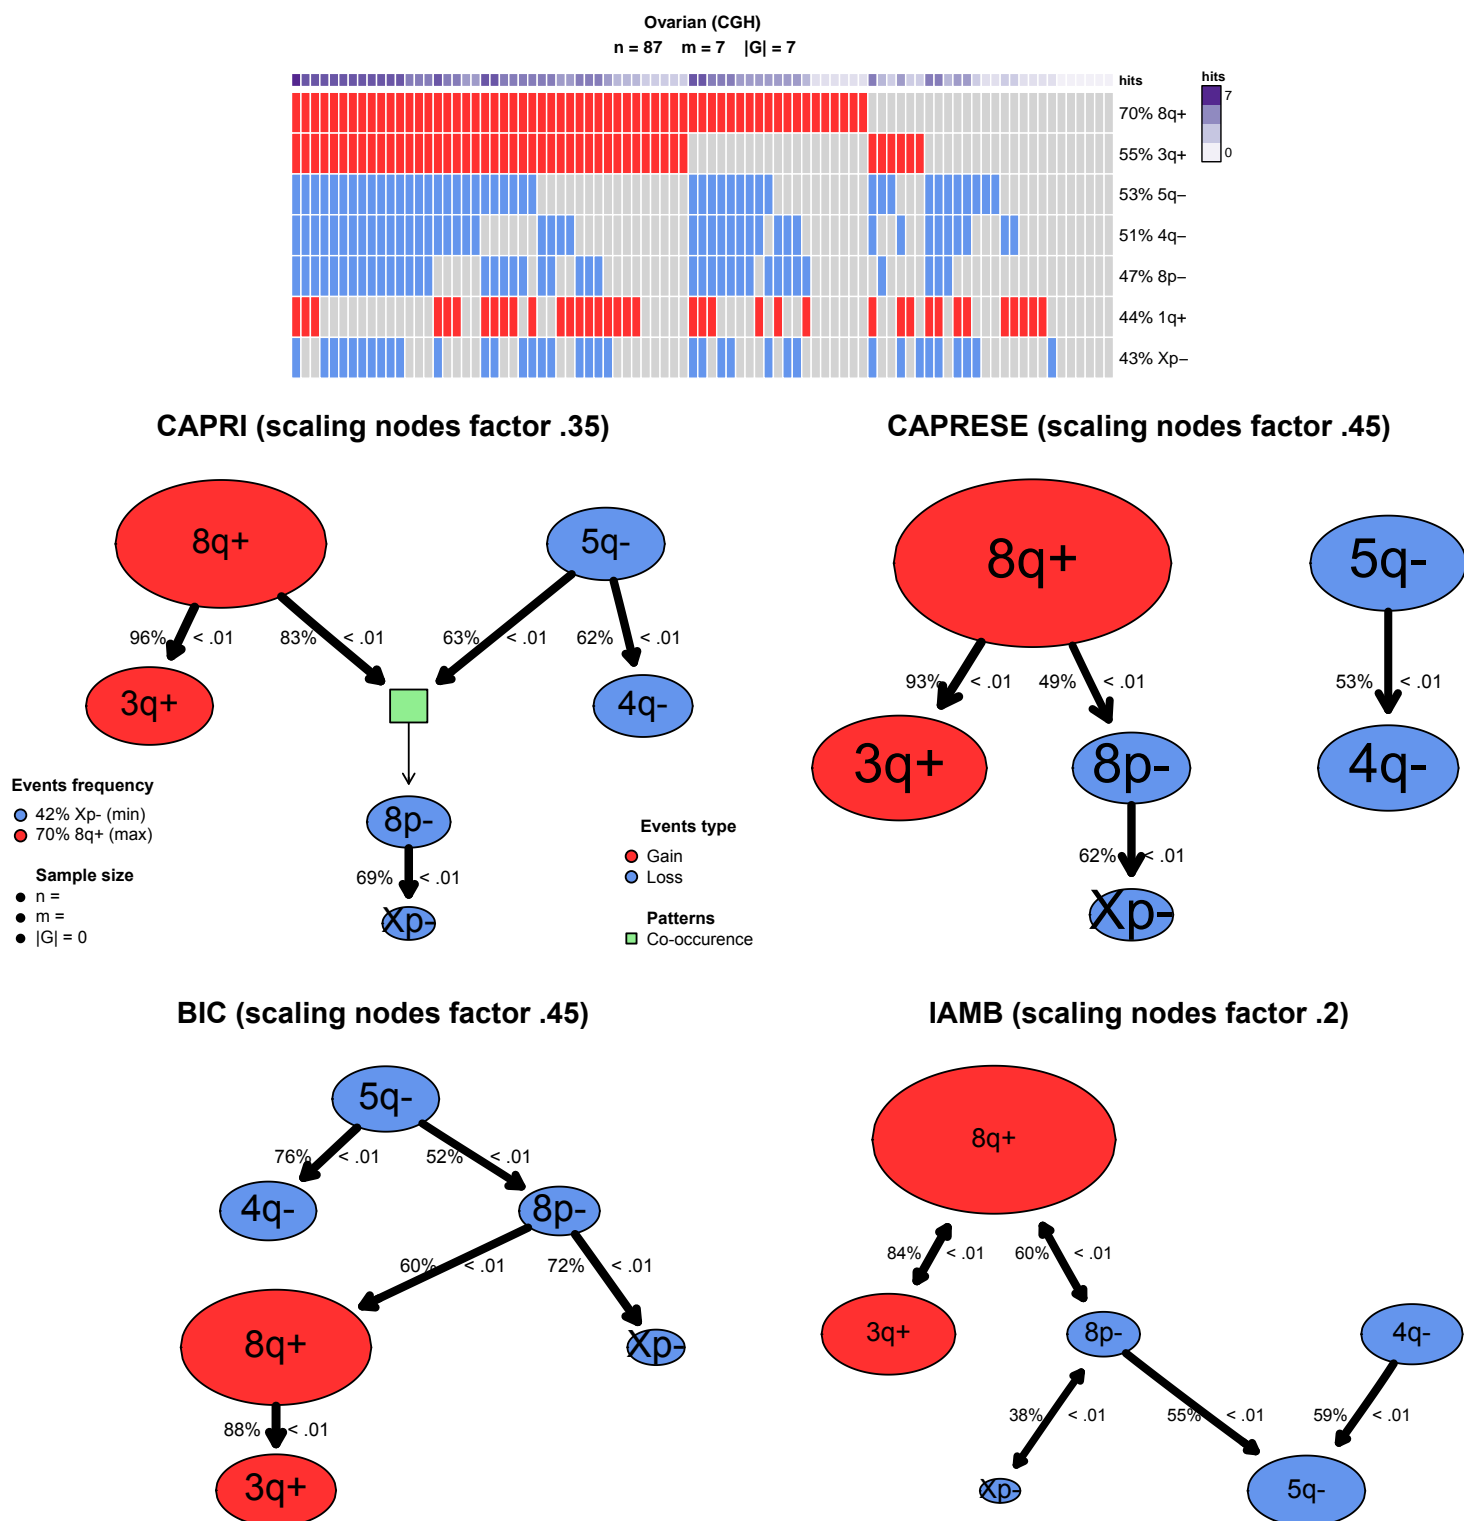 Ovarian (CGH)
n = 87 m = 7 |G| = 7
hits
hits
7
0
70% 8q+
55% 3q+
53% 5q–
51% 4q–
47% 8p–
44% 1q+
43% Xp–
CAPRI (scaling nodes factor .35)
8q+
5q-
96% < .01
83% < .01
63% < .01
62% < .01
3q+
4q-
8p-
69% < .01
Xp-
Events frequency
42% Xp- (min)
70% 8q+ (max)
Sample size
n =
m =
|G| = 0
Events type
Gain
Loss
Patterns
Co-occurence
CAPRESE (scaling nodes factor .45)
8q+
5q-
93% < .01
49% < .01
53% < .01
3q+
8p-
4q-
62% < .01
Xp-
BIC (scaling nodes factor .45)
5q-
76% < .01
52% < .01
4q-
8p-
60% < .01
72% < .01
8q+
Xp-
88% < .01
3q+
IAMB (scaling nodes factor .2)
8q+
84% < .01
60% < .01
3q+
8p-
4q-
38% < .01
55% < .01
59% < .01
Xp-
5q-